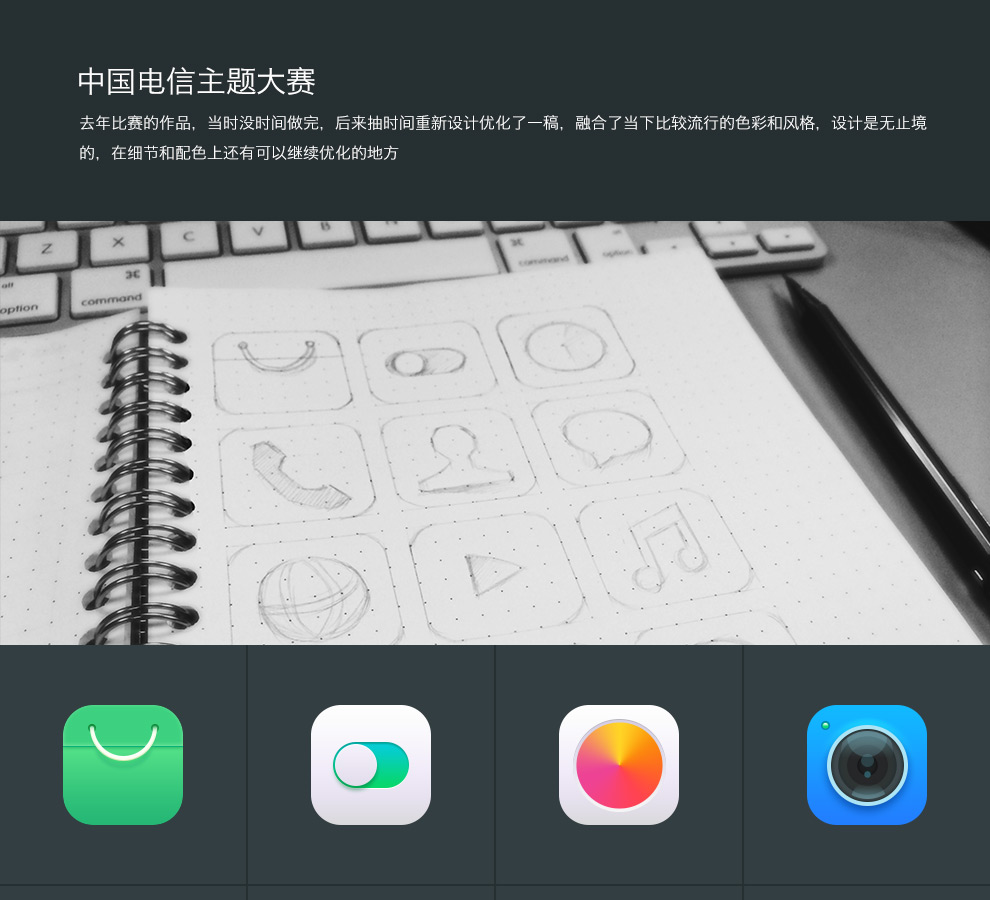 中国电信主题大赛
去年比赛的作品，当时没时间做完，后来抽时间重新设计优化了一稿，融合了当下比较流行的色彩和风格，设计是无止境
的，在细节和配色上还有可以继续优化的地方
Z X C V B N
⌘ command option
alt option
⌘ command